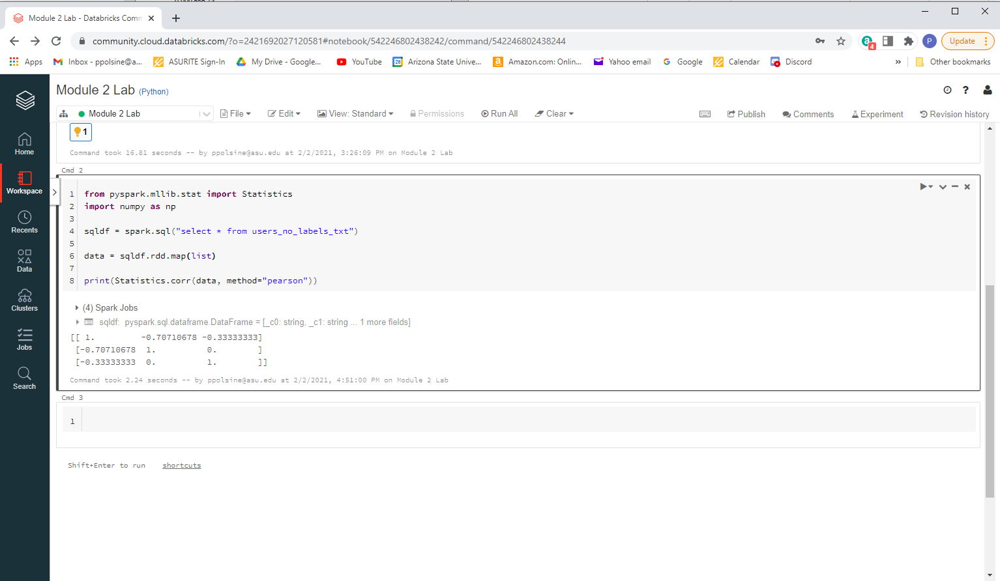 Module 2 Lab - Databricks Comm
community.cloud.databricks.com/?o=2421692027120581#notebook/542246802438242/command/542246802438244
4
P
Update
Apps
Inbox - ppolsine@a...
ASURITE Sign-In
My Drive - Google...
YouTube
28
Arizona State Unive...
a
Amazon.com: Onlin...
Yahoo email
G
Google
Calendar
Discord
»
Other bookmarks
Module 2 Lab (Python)
?
Module 2 Lab
File
Edit
View: Standard
Permissions
Run All
Clear
Publish
Comments
Experiment
Revision history
Home
Workspace
Recents
Data
Clusters
Jobs
Search
1
Command took 16.81 seconds -- by ppolsine@asu.edu at 2/2/2021, 3:26:09 PM on Module 2 Lab
Cmd 2
1 from pyspark.mllib.stat import Statistics
2 import numpy as np
3
4 sqldf = spark.sql("select * from users_no_labels_txt")
5
6 data = sqldf.rdd.map(list)
7
8 print(Statistics.corr(data, method="pearson"))
(4) Spark Jobs
sqldf: pyspark.sql.dataframe.DataFrame = [_c0: string, _c1: string ... 1 more fields]
[[ 1. -0.70710678 -0.33333333]
[-0.70710678 1. 0. ]
[-0.33333333 0. 1. ]]
Command took 2.24 seconds -- by ppolsine@asu.edu at 2/2/2021, 4:51:00 PM on Module 2 Lab
Cmd 3
1
Shift+Enter to run shortcuts